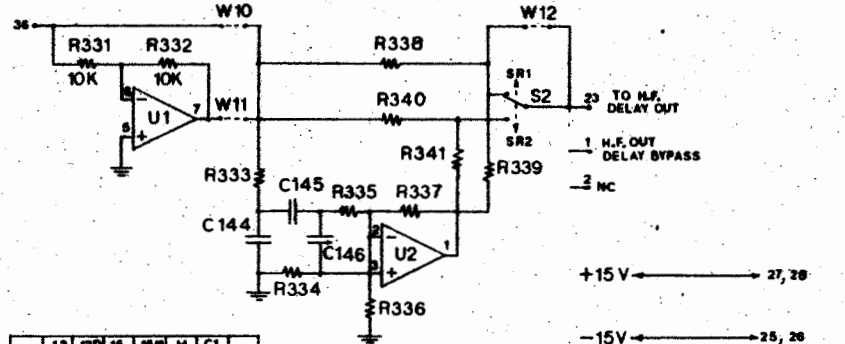 W10
W12
36
R331
R332
R338
10K
10K
SR1
6
7
W11
R340
S2
23
TO H.F.
DELAY OUT
U1
5
SR2
1
H.F. OUT
DELAY BYPASS
R341
R333
R339
2
NC
C145
R335
R337
C144
2
C146
U2
1
3
R334
+15V
27, 28
R336
-15V
25, 26